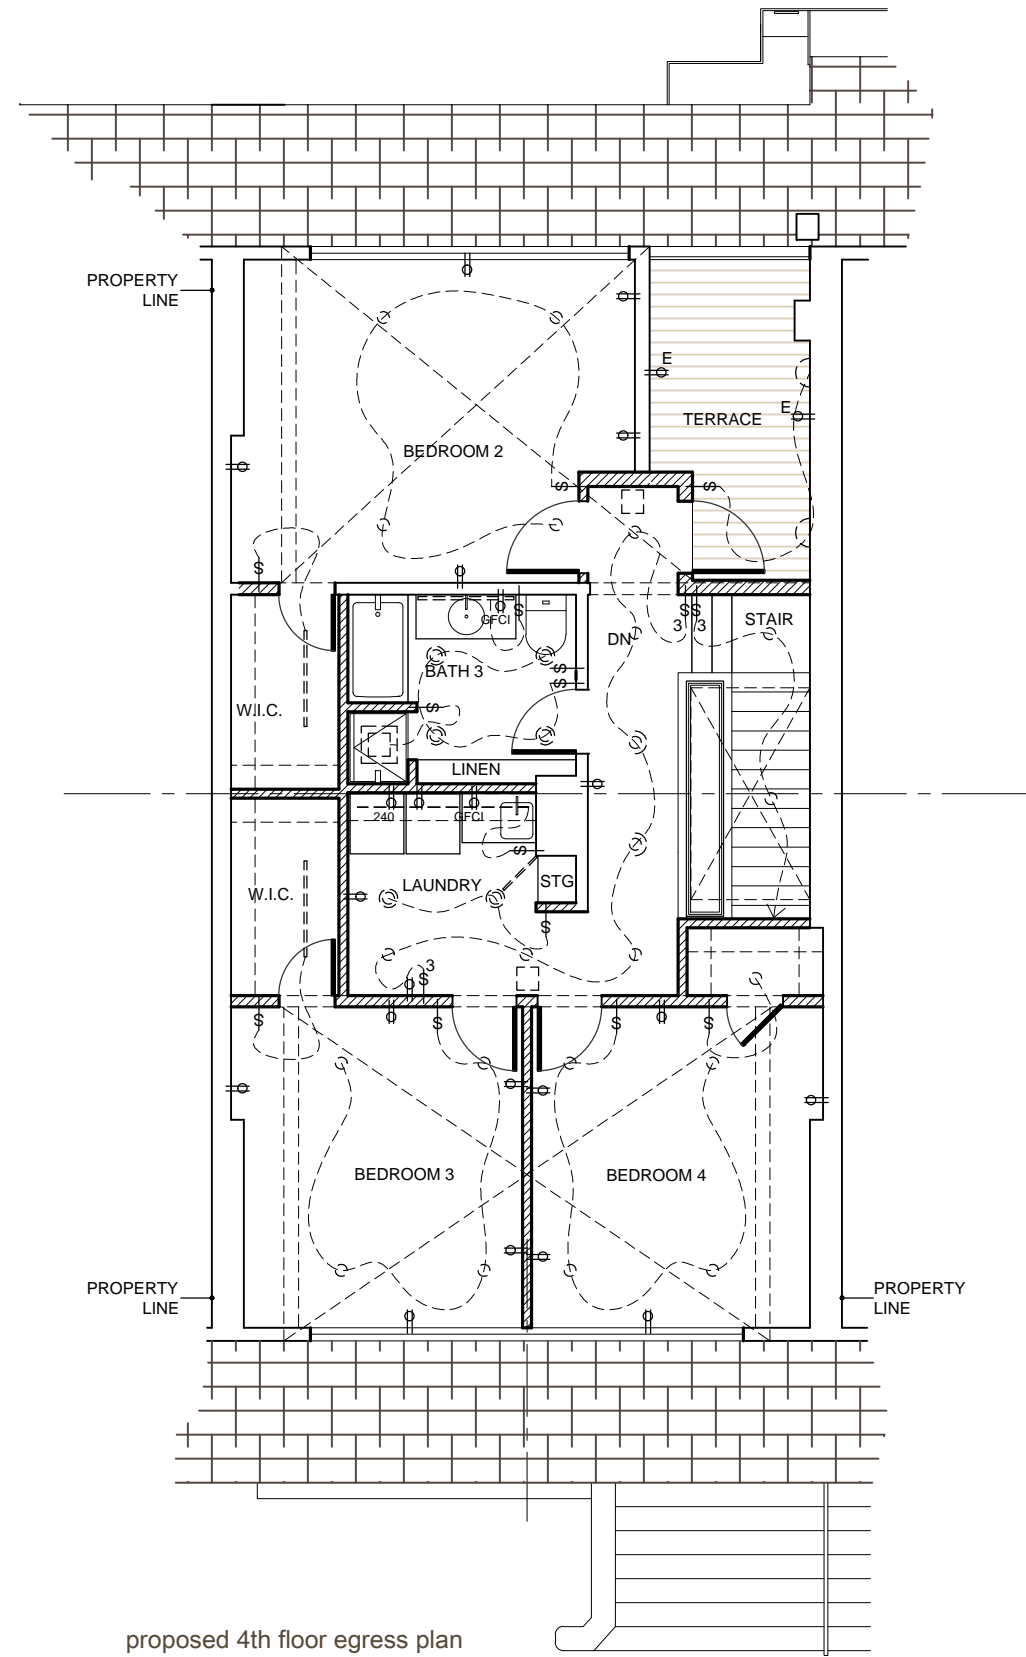 PROPERTY
LINE
E
E
TERRACE
BEDROOM 2
S
S
S
S
GFCI
SS
3 3
STAIR
DN
BATH 3
S
S
W.I.C.
S
LINEN
240
GFCI
S
LAUNDRY
STG
W.I.C.
S
3
S
S
S
S
S
BEDROOM 3
BEDROOM 4
PROPERTY
LINE
PROPERTY
LINE
proposed 4th floor egress plan